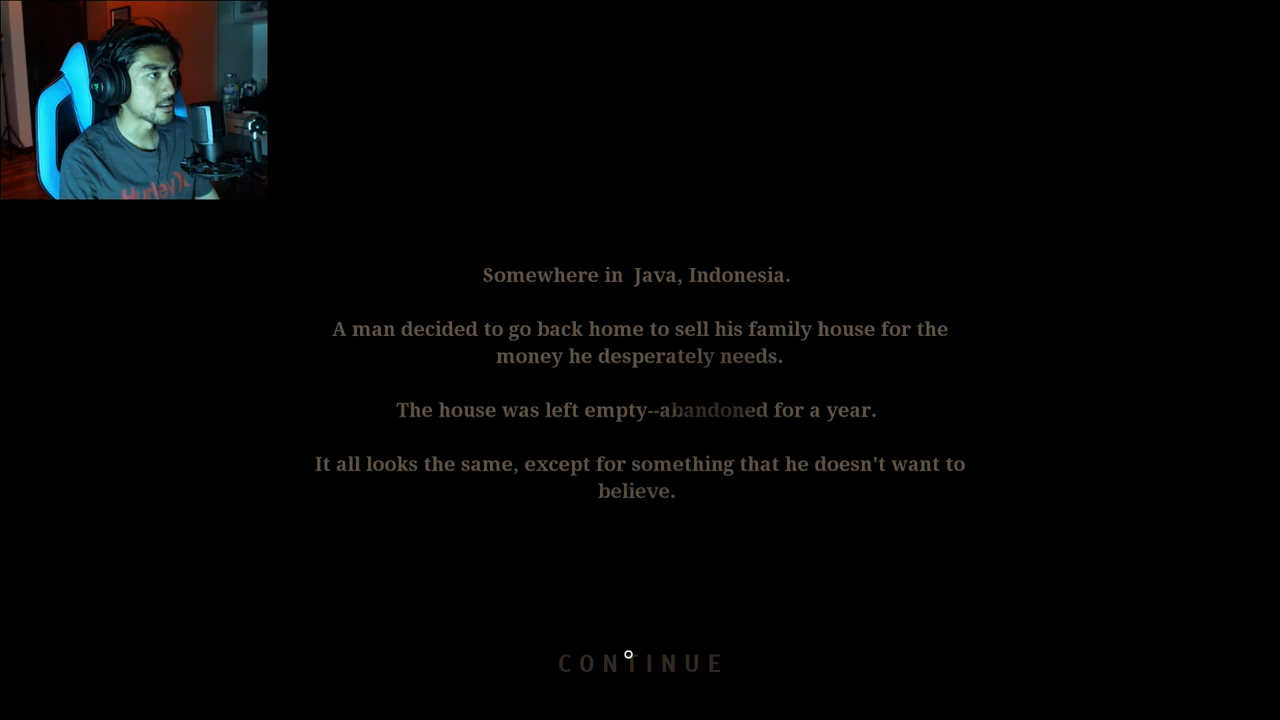 Hurley
Somewhere in Java, Indonesia.
A man decided to go back home to sell his family house for the
money he desperately needs.
The house was left empty--abandoned for a year.
It all looks the same, except for something that he doesn't want to
believe.
CONTINUE